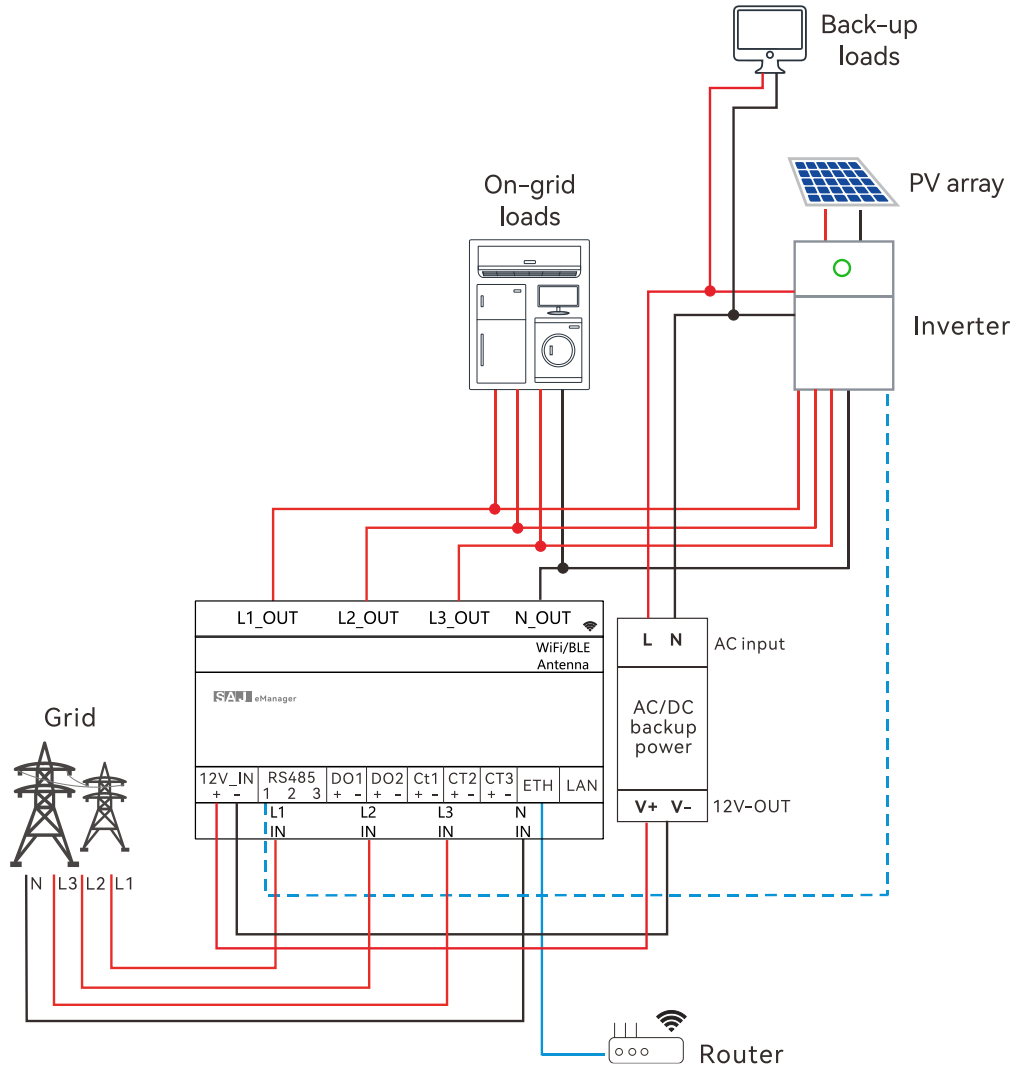 Back-up
loads
PV array
On-grid
loads
Inverter
L1_OUT L2_OUT L3_OUT N_OUT
WiFi/BLE
Antenna
SAJ eManager
L N
AC input
AC/DC
backup
power
V+ V-
12V-OUT
Grid
12V_IN RS485 DO1 DO2 Ct1 CT2 CT3 ETH LAN
+ - 1 2 3 + - + - + - + - + -
L1 L2 L3 N
IN IN IN IN
N L3 L2 L1
Router